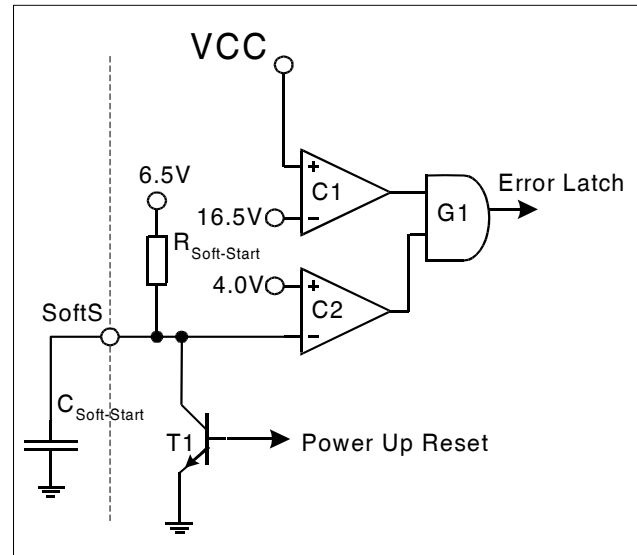 VCC
6.5V
+
C1
16.5V
-
Error Latch
G1
R Soft-Start
4.0V
+
C2
SoftS
-
C Soft-Start
T1
Power Up Reset